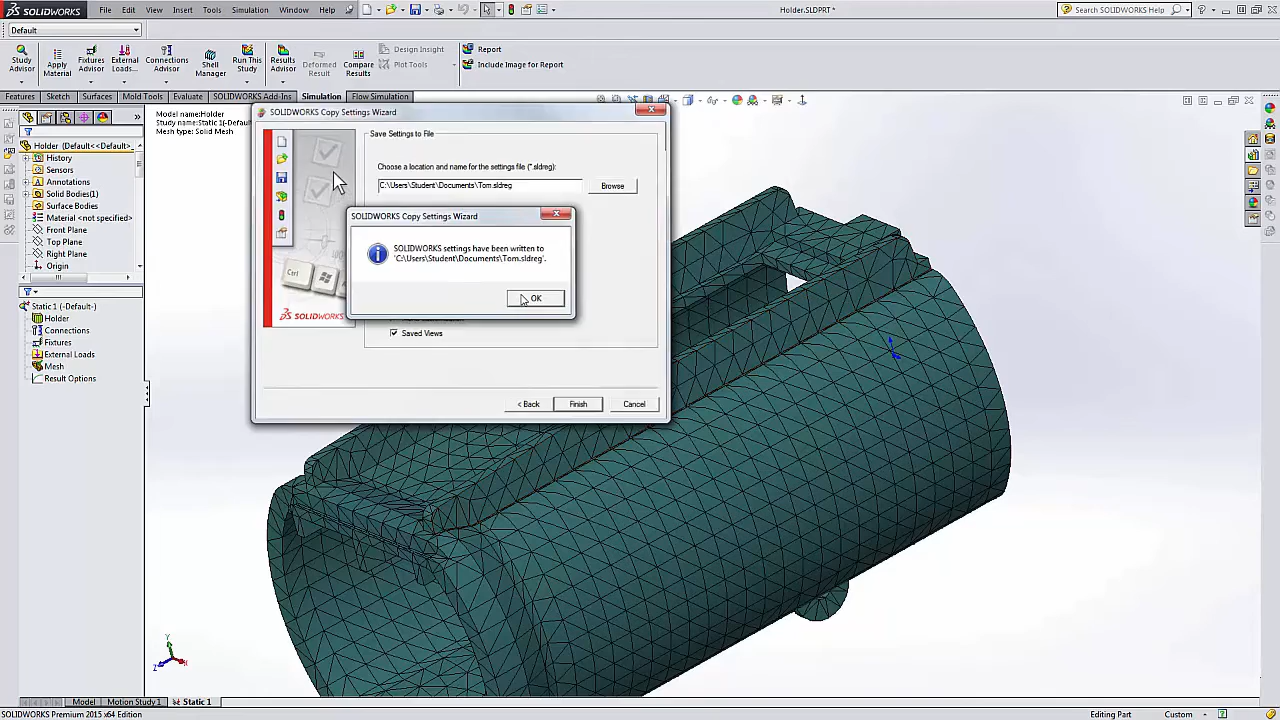 SOLIDWORKS File Edit View Insert Tools Simulation Window Help Holder.SLDPRT * Search SOLIDWORKS Help
Default
Study Advisor
Apply Material
Fixtures Advisor
External Loads...
Connections Advisor
Shell Manager
Run This Study
Results Advisor
Deformed Result
Compare Results
Design Insight
Plot Tools
Report
Include Image for Report
Features Sketch Surfaces Mold Tools Evaluate SOLIDWORKS Add-Ins Simulation Flow Simulation
Model name:Holder
Study name:Static 1(-Default-)
Mesh type: Solid Mesh
Holder (Default<<Default>_
History
Sensors
Annotations
Solid Bodies(1)
Surface Bodies
Material <not specified>
Front Plane
Top Plane
Right Plane
Origin
Static 1 (-Default-)
Holder
Connections
Fixtures
External Loads
Mesh
Result Options
SOLIDWORKS Copy Settings Wizard
Save Settings to File
Choose a location and name for the settings file (*.sldreg):
C:\Users\Student\Documents\Tom.sldreg
Browse
SOLIDWORKS Copy Settings Wizard
SOLIDWORKS settings have been written to
'C:\Users\Student\Documents\Tom.sldreg'.
OK
Ctrl
SOLIDWORKS
Saved Views
< Back Finish Cancel
Y
Z
X
Model Motion Study 1 Static 1
SOLIDWORKS Premium 2015 x64 Edition Editing Part Custom